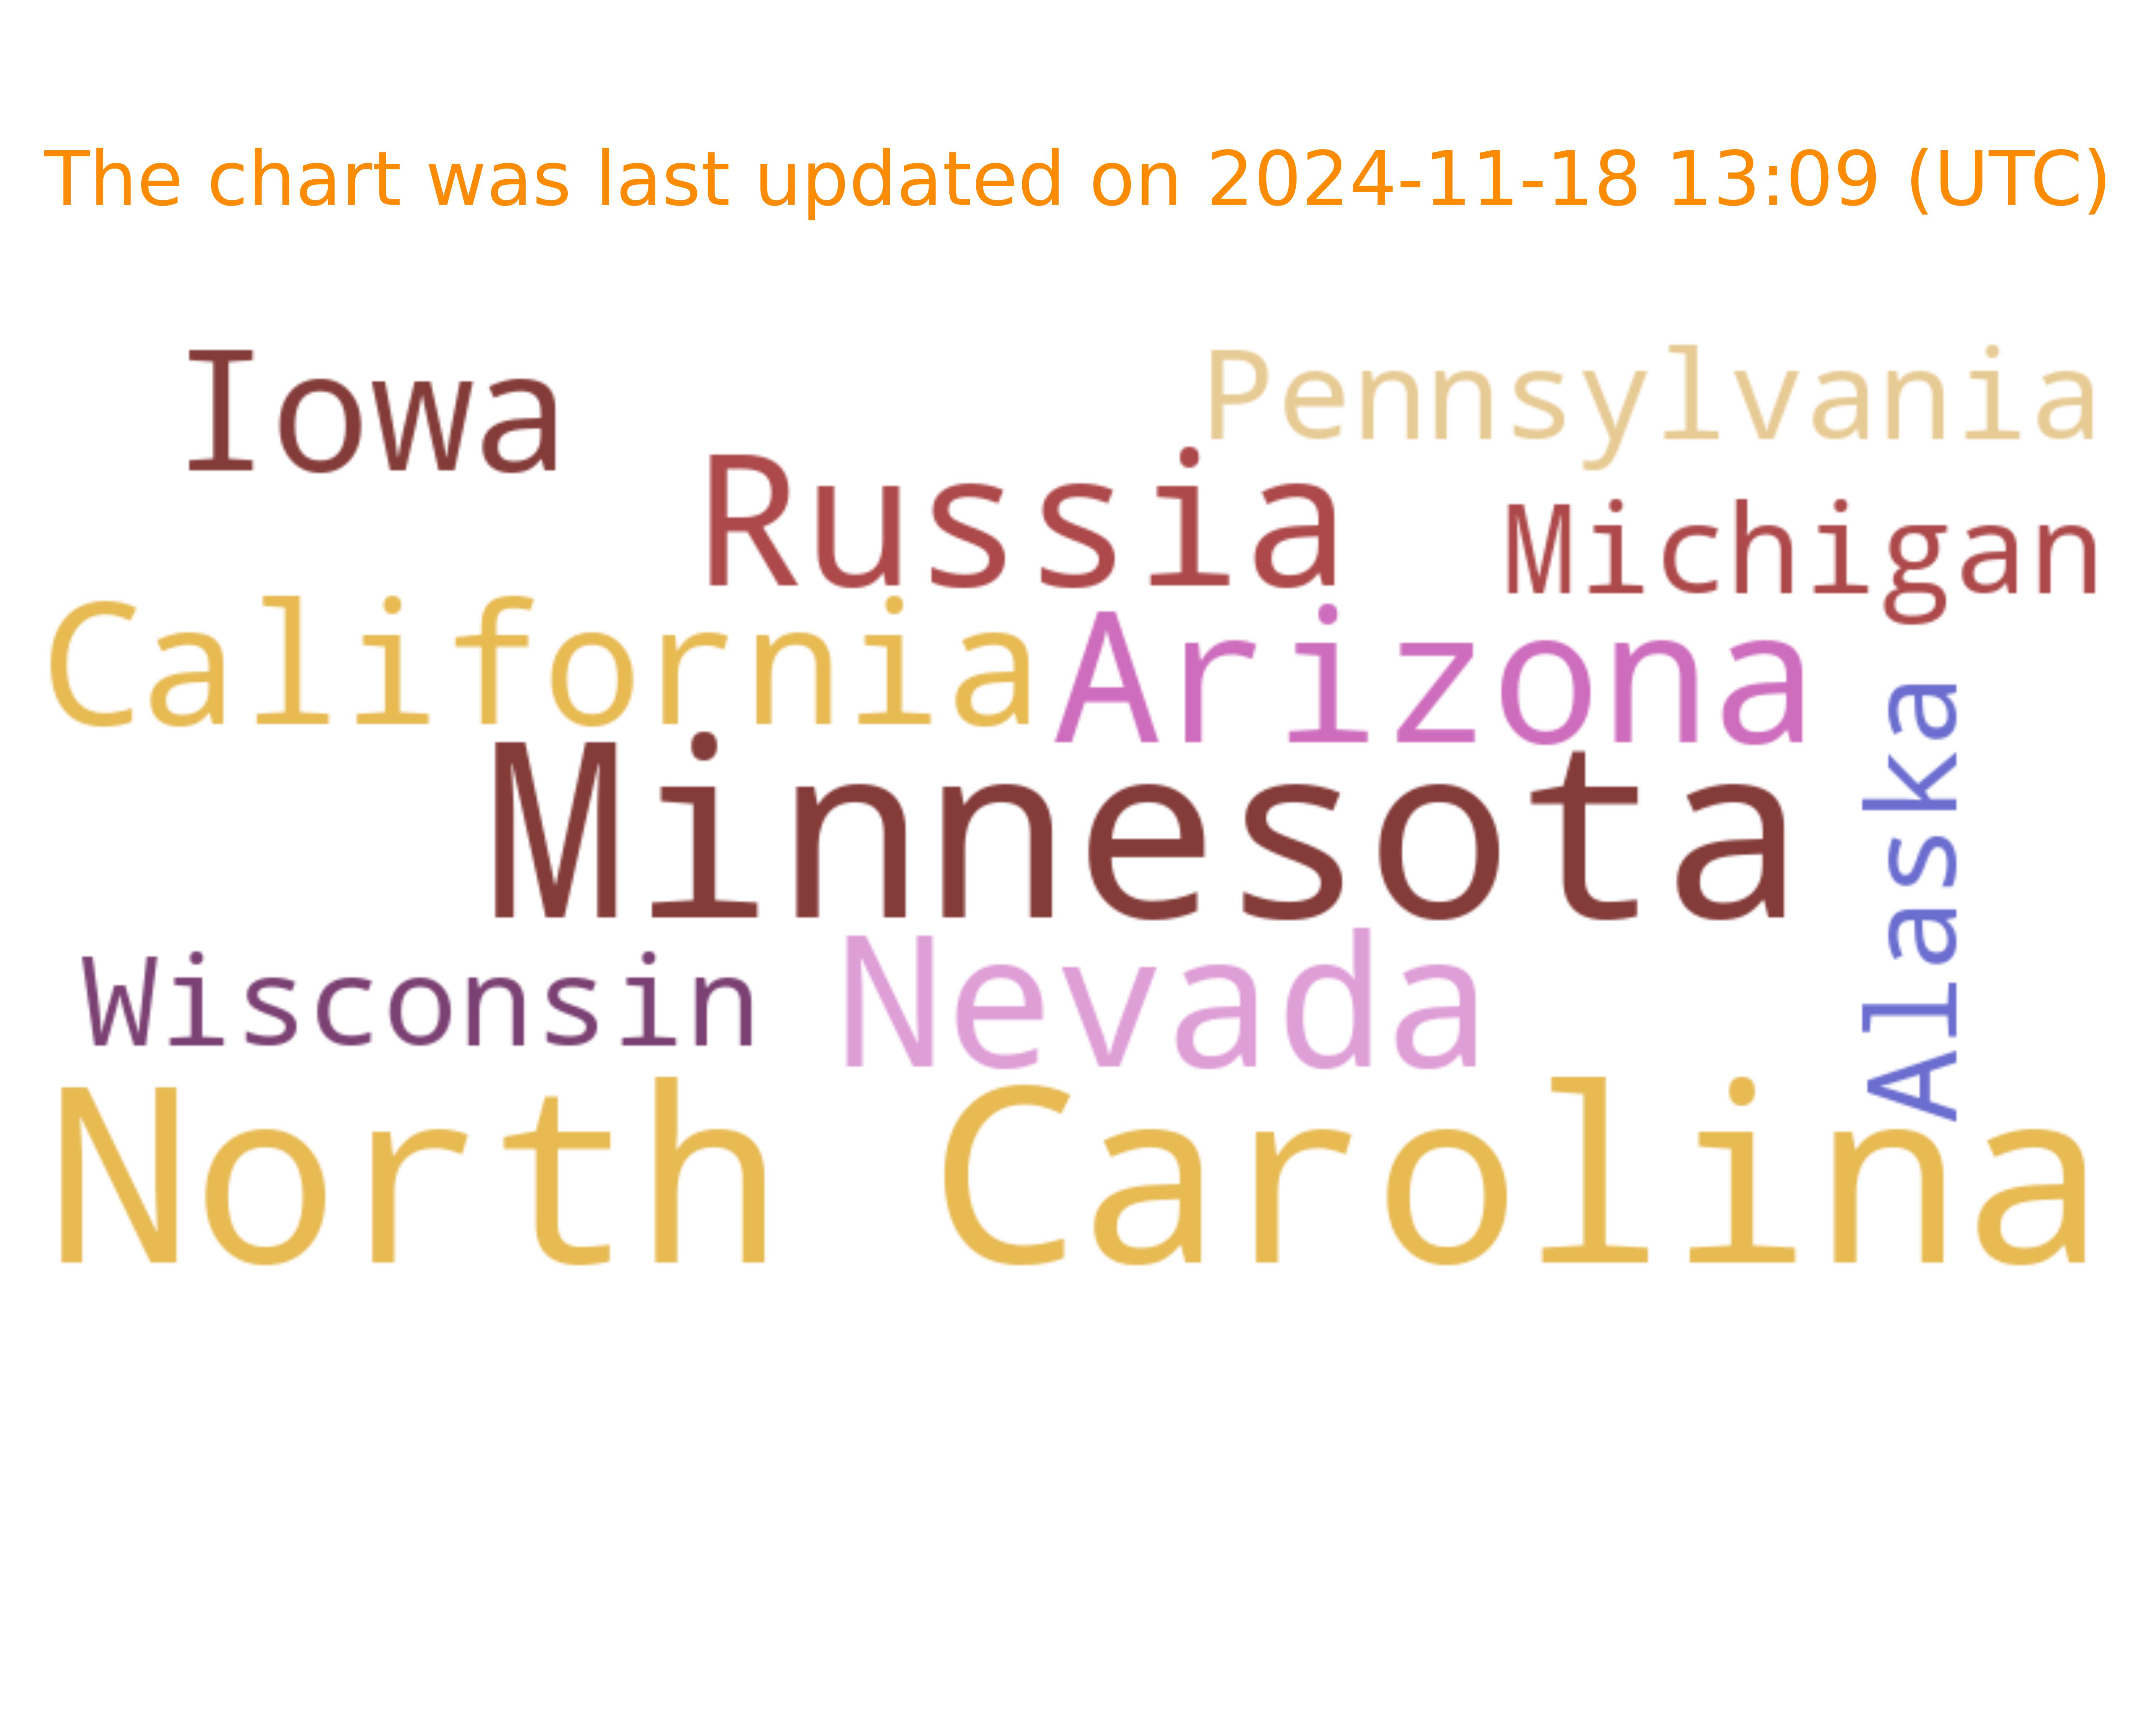 The chart was last updated on 2024-11-18 13:09 (UTC)
Iowa
Pennsylvania
Russia
Michigan
California
Arizona
Minnesota
Alaska
Wisconsin
Nevada
North Carolina